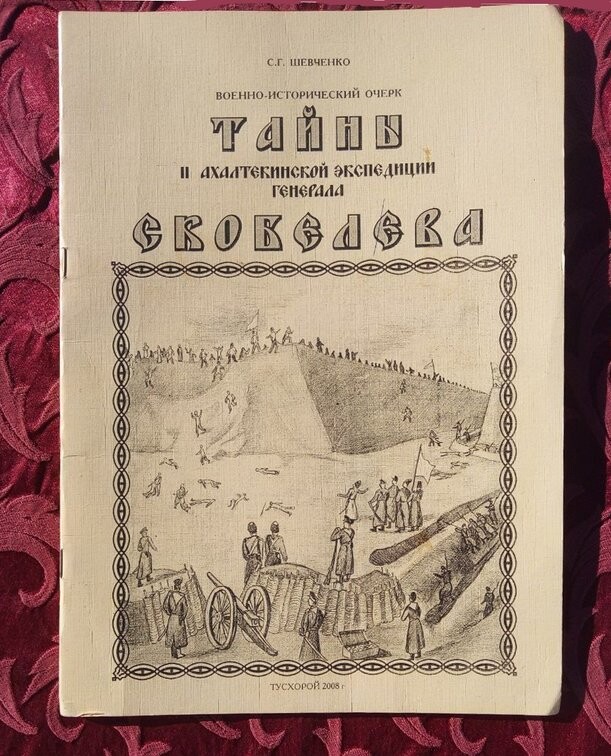 С.Г. ШЕВЧЕНКО
ВОЕННО-ИСТОРИЧЕСКИЙ ОЧЕРК
ТАЙНЫ
II АХАЛТЕКИНСКОЙ ЭКСПЕДИЦИИ
ГЕНЕРАЛА
СКОБЕЛЕВА
ТУСХОРОЙ 2008 г